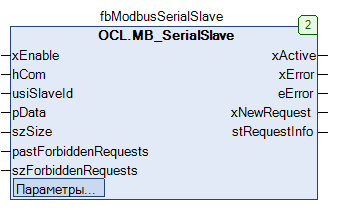 fbModbusSerialSlave
2
OCL.MB_SerialSlave
xEnable xActive
hCom xError
usiSlaveId eError
pData xNewRequest
szSize stRequestInfo
pastForbiddenRequests
szForbiddenRequests
Параметры...